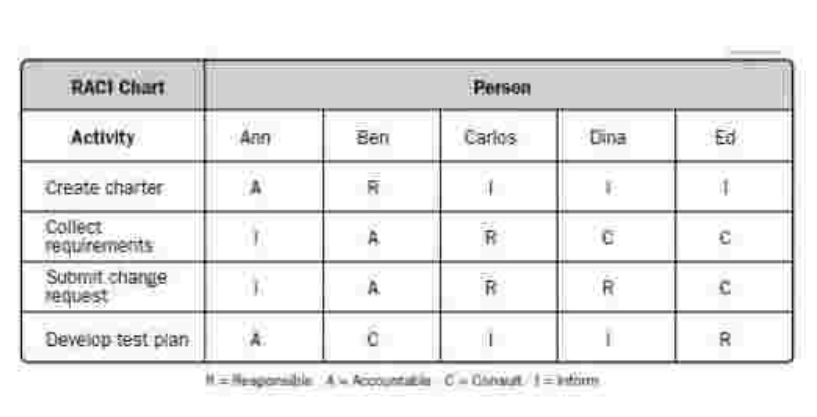 RACI Chart Person
Activity Ann Ben Carlos Dina Ed
Create charter A R I I I
Collect
requirements I A R C C
Submit change
request I A R R C
Develop test plan A C I I R
R = Responsible A = Accountable C = Consult I = Inform